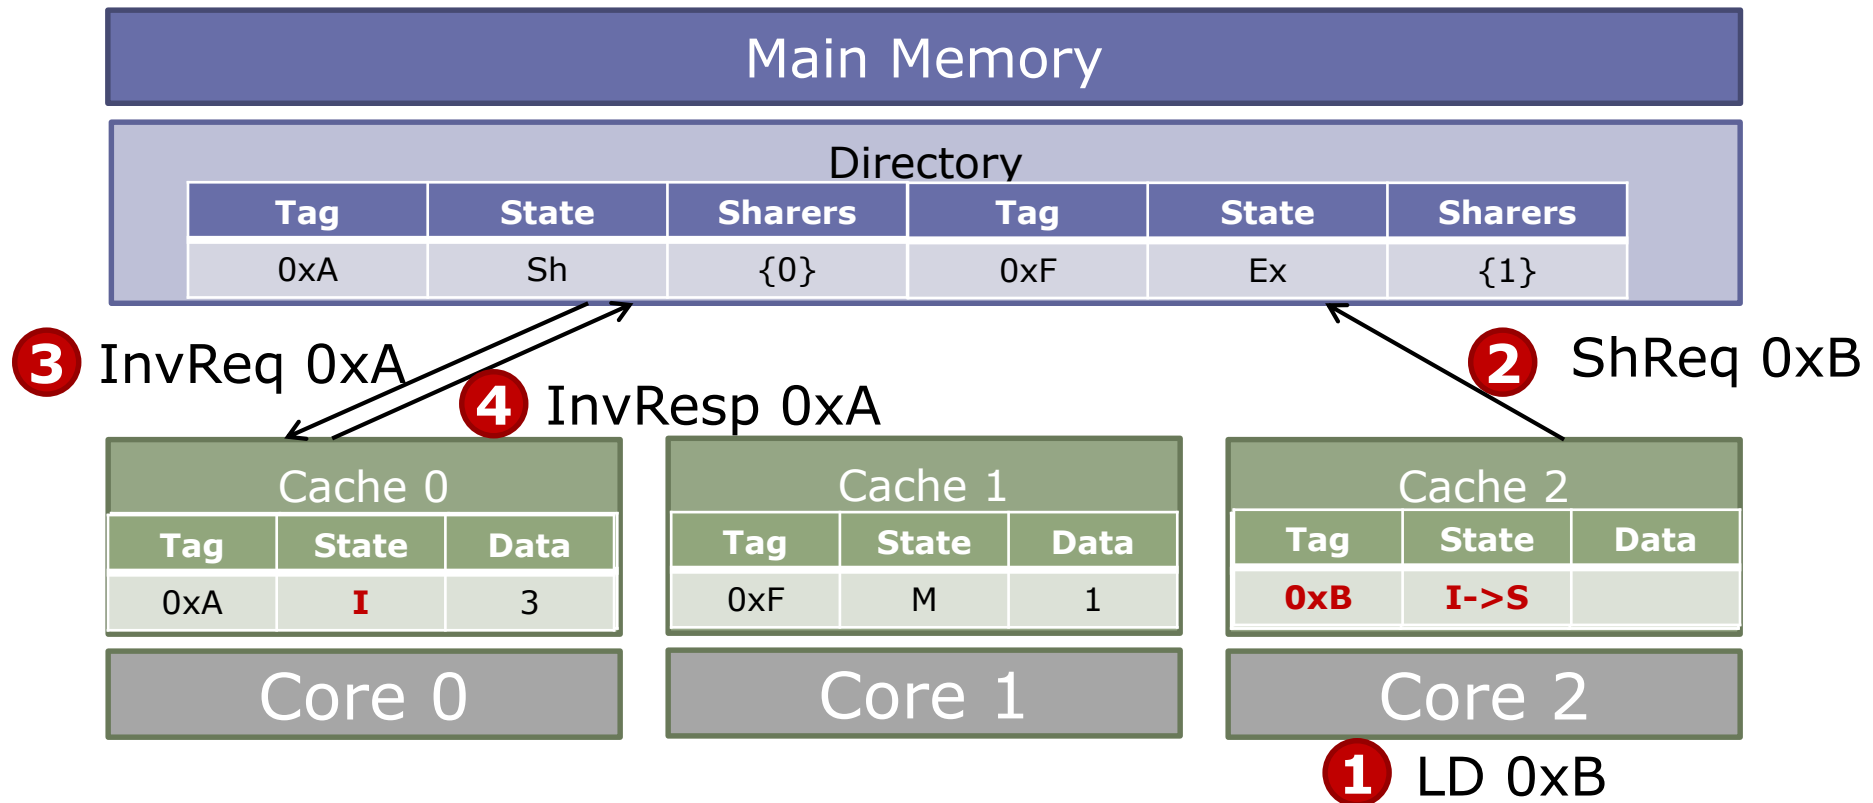 Main Memory
Directory
Tag State Sharers Tag State Sharers
0xA Sh {0} 0xF Ex {1}
3 InvReq 0xA
2 ShReq 0xB
4 InvResp 0xA
Cache 0 Cache 1 Cache 2
Tag State Data Tag State Data Tag State Data
0xA I 3 0xF M 1 0xB I->S
Core 0 Core 1 Core 2
1 LD 0xB